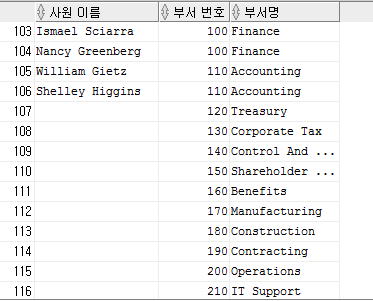 사원 이름 부서 번호 부서명
103 Ismael Sciarra 100 Finance
104 Nancy Greenberg 100 Finance
105 William Gietz 110 Accounting
106 Shelley Higgins 110 Accounting
107 120 Treasury
108 130 Corporate Tax
109 140 Control And ...
110 150 Shareholder ...
111 160 Benefits
112 170 Manufacturing
113 180 Construction
114 190 Contracting
115 200 Operations
116 210 IT Support